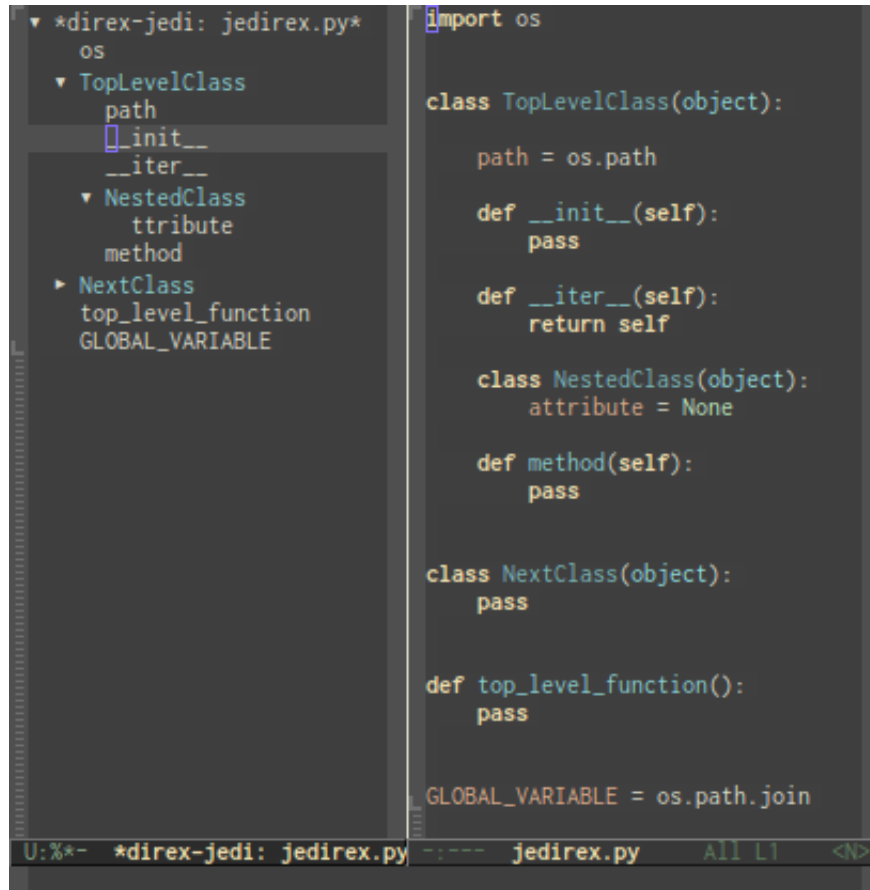 ▾ *direx-jedi: jedirex.py*
os
▾ TopLevelClass
path
__init__
__iter__
▾ NestedClass
ttribute
method
▸ NextClass
top_level_function
GLOBAL_VARIABLE
U:%*-  *direx-jedi: jedirex.py
import os
class TopLevelClass(object):
path = os.path
def __init__(self):
pass
def __iter__(self):
return self
class NestedClass(object):
attribute = None
def method(self):
pass
class NextClass(object):
pass
def top_level_function():
pass
GLOBAL_VARIABLE = os.path.join
-:---  jedirex.py  All L1  <N>